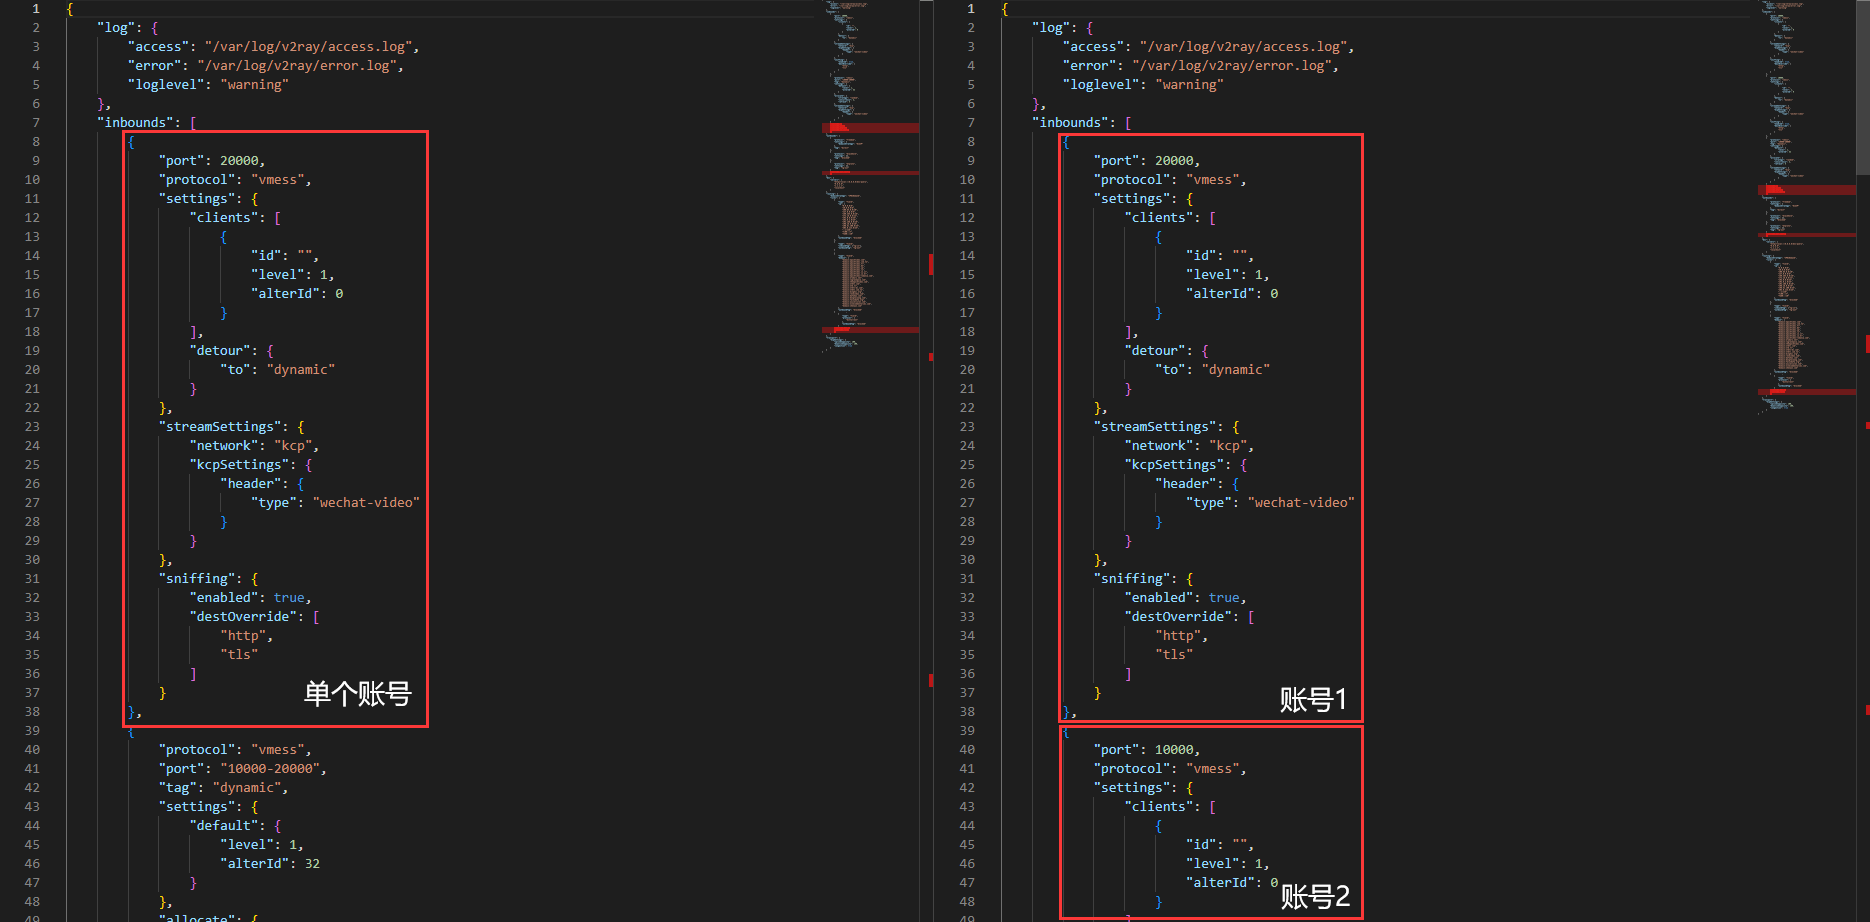 1 {
2 "log": {
3 "access": "/var/log/v2ray/access.log",
4 "error": "/var/log/v2ray/error.log",
5 "loglevel": "warning"
6 },
7 "inbounds": [
8 {
9 "port": 20000,
10 "protocol": "vmess",
11 "settings": {
12 "clients": [
13 {
14 "id": "",
15 "level": 1,
16 "alterId": 0
17 }
18 ],
19 "detour": {
20 "to": "dynamic"
21 }
22 },
23 "streamSettings": {
24 "network": "kcp",
25 "kcpSettings": {
26 "header": {
27 "type": "wechat-video"
28 }
29 }
30 },
31 "sniffing": {
32 "enabled": true,
33 "destOverride": [
34 "http",
35 "tls"
36 ]
37 }
单个账号
38 },
39 {
40 "protocol": "vmess",
41 "port": "10000-20000",
42 "tag": "dynamic",
43 "settings": {
44 "default": {
45 "level": 1,
46 "alterId": 32
47 }
48 },
49 "allocate": {
1 {
2 "log": {
3 "access": "/var/log/v2ray/access.log",
4 "error": "/var/log/v2ray/error.log",
5 "loglevel": "warning"
6 },
7 "inbounds": [
8 {
9 "port": 20000,
10 "protocol": "vmess",
11 "settings": {
12 "clients": [
13 {
14 "id": "",
15 "level": 1,
16 "alterId": 0
17 }
18 ],
19 "detour": {
20 "to": "dynamic"
21 }
22 },
23 "streamSettings": {
24 "network": "kcp",
25 "kcpSettings": {
26 "header": {
27 "type": "wechat-video"
28 }
29 }
30 },
31 "sniffing": {
32 "enabled": true,
33 "destOverride": [
34 "http",
35 "tls"
36 ]
37 }
账号1
38 },
39 {
40 "port": 10000,
41 "protocol": "vmess",
42 "settings": {
43 "clients": [
44 {
45 "id": "",
46 "level": 1,
47 "alterId": 0
账号2
48 }
49